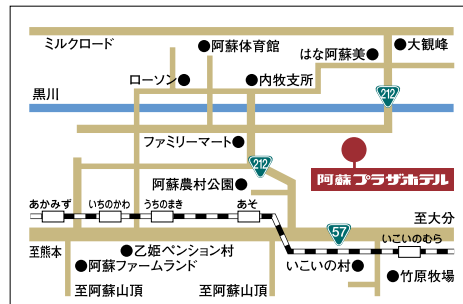 ミルクロード
●阿蘇体育館
●大観峰
はな阿蘇美●
ローソン●
●内牧支所
212
黒川
ファミリーマート●
212
阿蘇農村公園●
阿蘇プラザホテル
あかみず
いちのかわ
うちのまき
あそ
至大分
57
いこいのむら
至熊本
●乙姫ペンション村
●阿蘇ファームランド
いこいの村●
●竹原牧場
至阿蘇山頂
至阿蘇山頂